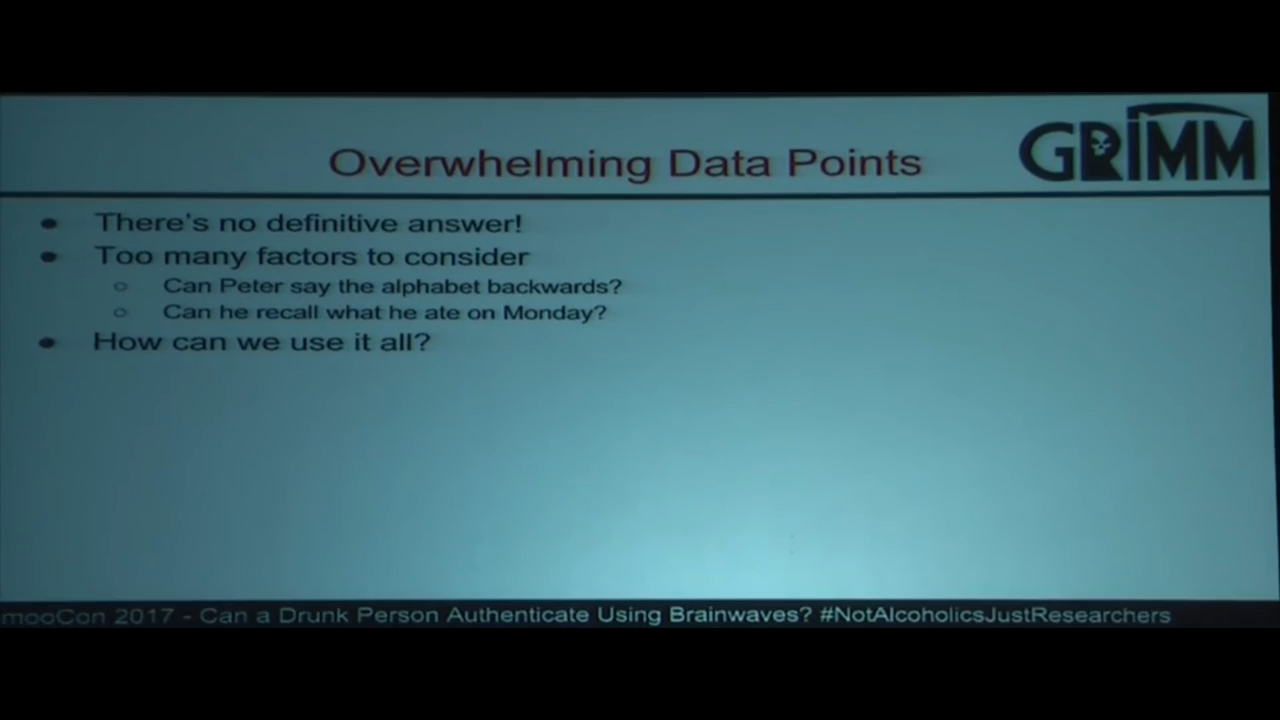 Overwhelming Data Points
GRIMM
There's no definitive answer!
Too many factors to consider
Can Peter say the alphabet backwards?
Can he recall what he ate on Monday?
How can we use it all?
mooCon 2017 - Can a Drunk Person Authenticate Using Brainwaves? #NotAlcoholicsJustResearchers